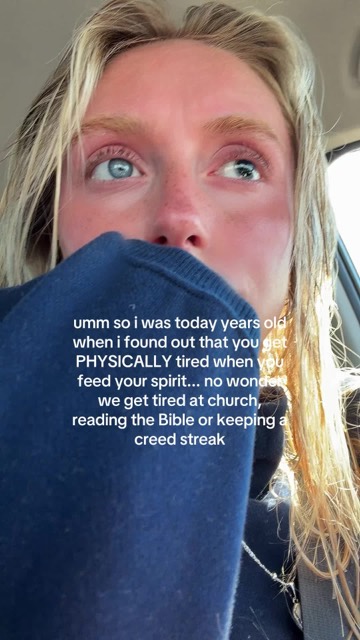 umm so i was today years old
when i found out that you get
PHYSICALLY tired when you
feed your spirit... no wonder
we get tired at church,
reading the Bible or keeping a
creed streak